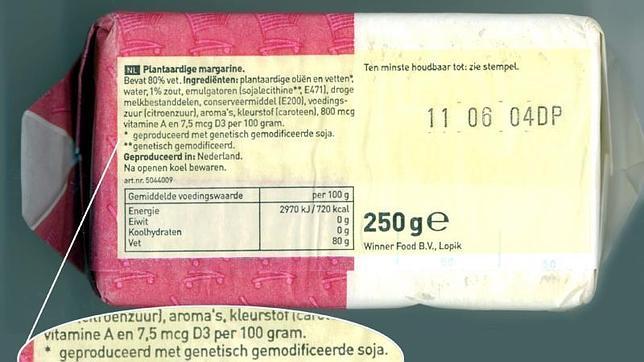 NL Plantaardige margarine.
Bevat 80% vet. Ingrediënten: plantaardige oliën en vetten*,
water, 1% zout, emulgatoren (sojalecithine**, E471), droge
melkbestanddelen, conserveermiddel (E200), voedings-
zuur (citroenzuur), aroma's, kleurstof (caroteen), 800 mcg
vitamine A en 7,5 mcg D3 per 100 gram.
* geproduceerd met genetisch gemodificeerde soja.
**genetisch gemodificeerd.
Geproduceerd in: Nederland.
Na openen koel bewaren.
art.nr. 5044009
Gemiddelde voedingswaarde per 100 g
Energie 2970 kJ/720 kcal
Eiwit 0 g
Koolhydraten 0 g
Vet 80 g
Ten minste houdbaar tot: zie stempel.
11 06 04DP
250 g e
Winner Food B.V., Lopik
aroma's, kleurstof
vitamine A en 7,5 mcg D3 per 100 gram.
* geproduceerd met genetisch gemodificeerde soja.